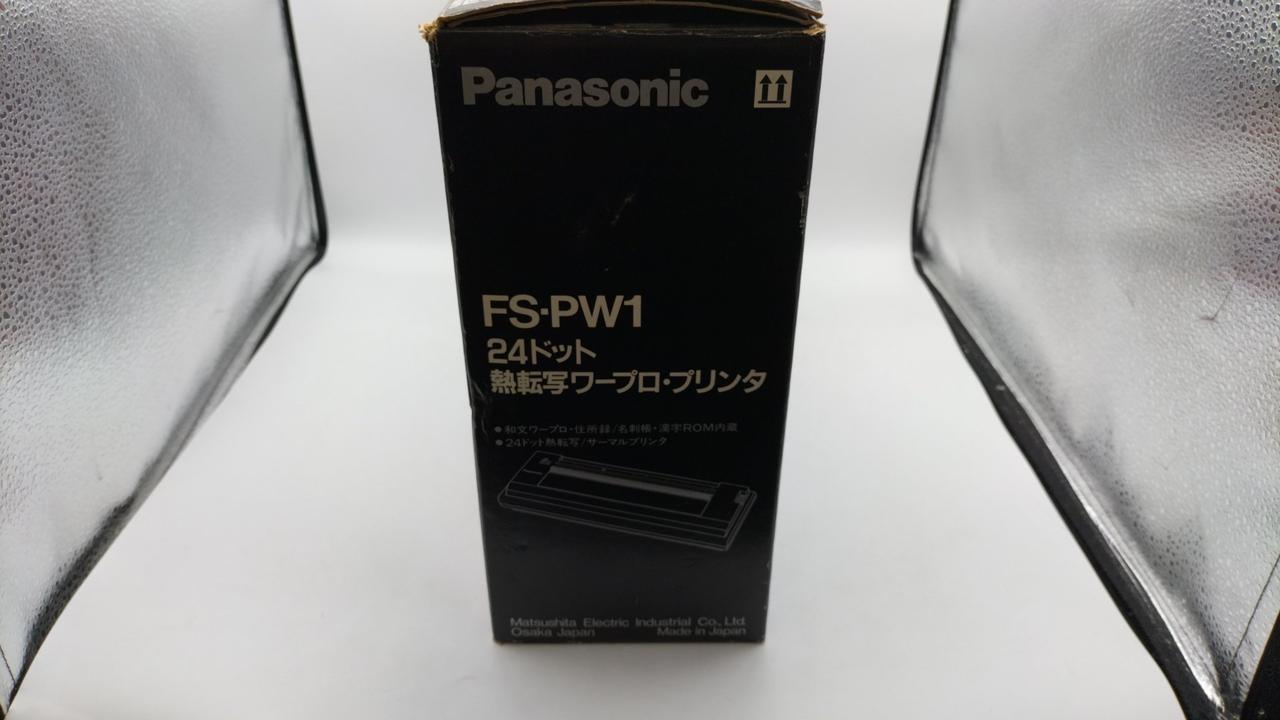 Panasonic
FS-PW1
24ドット
熱転写ワープロ・プリンタ
●和文ワープロ・住所録/名刺帳・漢字ROM内蔵
●24ドット熱転写/サーマルプリンタ
Matsushita Electric Industrial Co., Ltd.
Osaka Japan Made in Japan